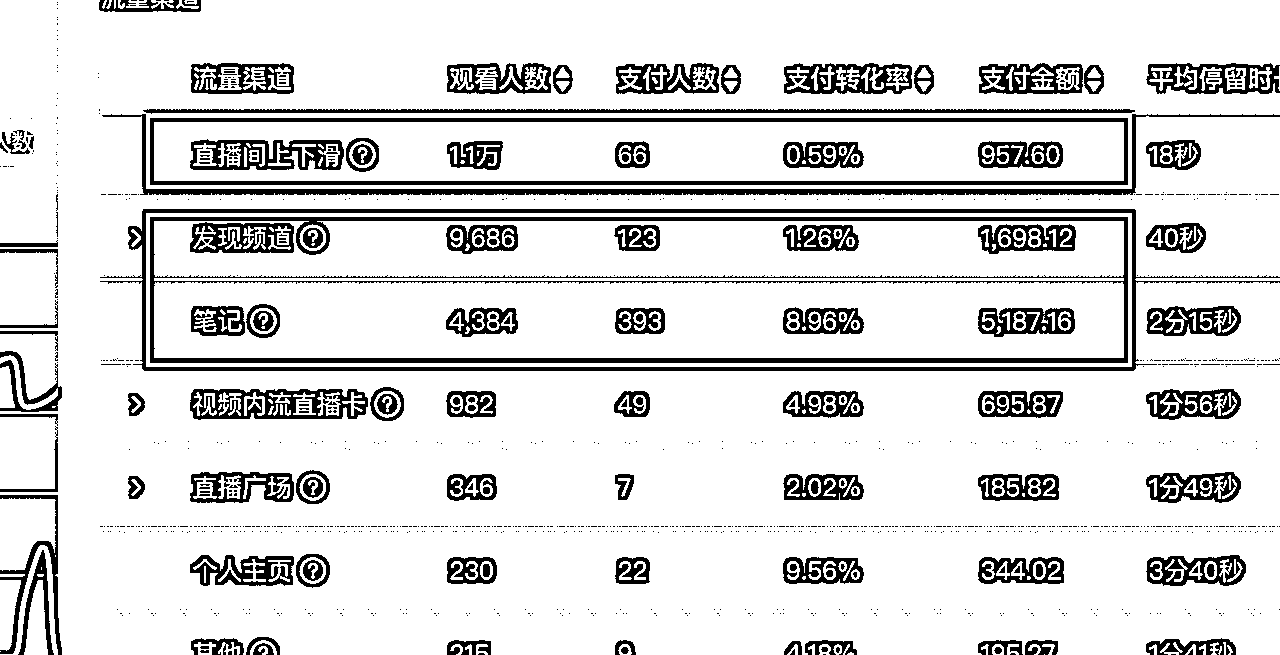 流量渠道
流量渠道 观看人数 支付人数 支付转化率 支付金额 平均停留时
人数
直播间上下滑 ? 1.1万 66 0.59% 957.60 18秒
发现频道 ? 9,686 123 1.26% 1,698.12 40秒
笔记 ? 4,384 393 8.96% 5,187.16 2分15秒
视频内流直播卡 ? 982 49 4.98% 695.87 1分56秒
直播广场 ? 346 7 2.02% 185.82 1分49秒
个人主页 ? 230 22 9.56% 344.02 3分40秒
其他 ? 215 9 4.18% 195.27 1分41秒